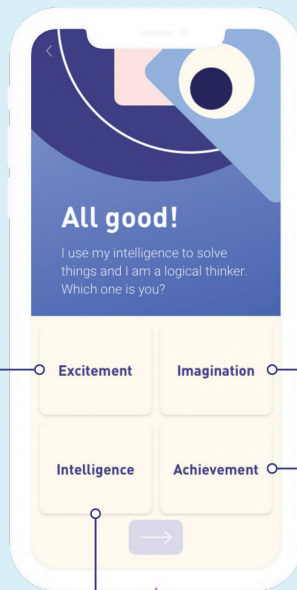 All good!
I use my intelligence to solve
things and I am a logical thinker.
Which one is you?
Excitement
Imagination
Intelligence
Achievement